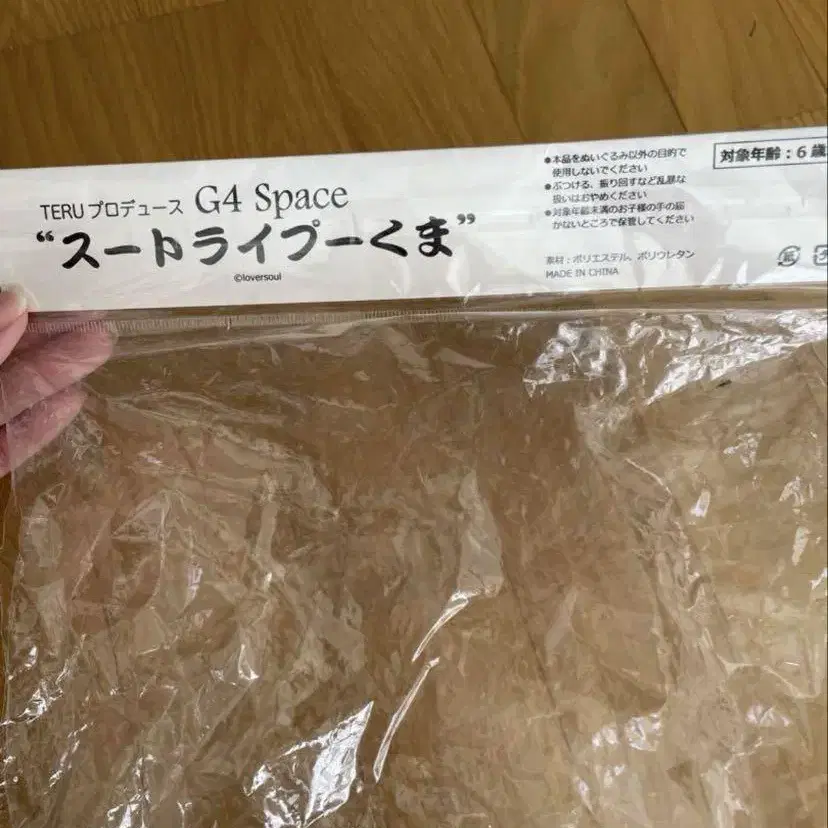 TERUプロデュース G4 Space
“ストライプーくま”
©loversoul
●本品をぬいぐるみ以外の目的で
使用しないでください
●ぶつける、振り回すなど乱暴な
扱いはおやめください
●対象年齢未満のお子様の手の届
かないところで保管してください
素材：ポリエステル、ポリウレタン
MADE IN CHINA
対象年齢：6歳
紙